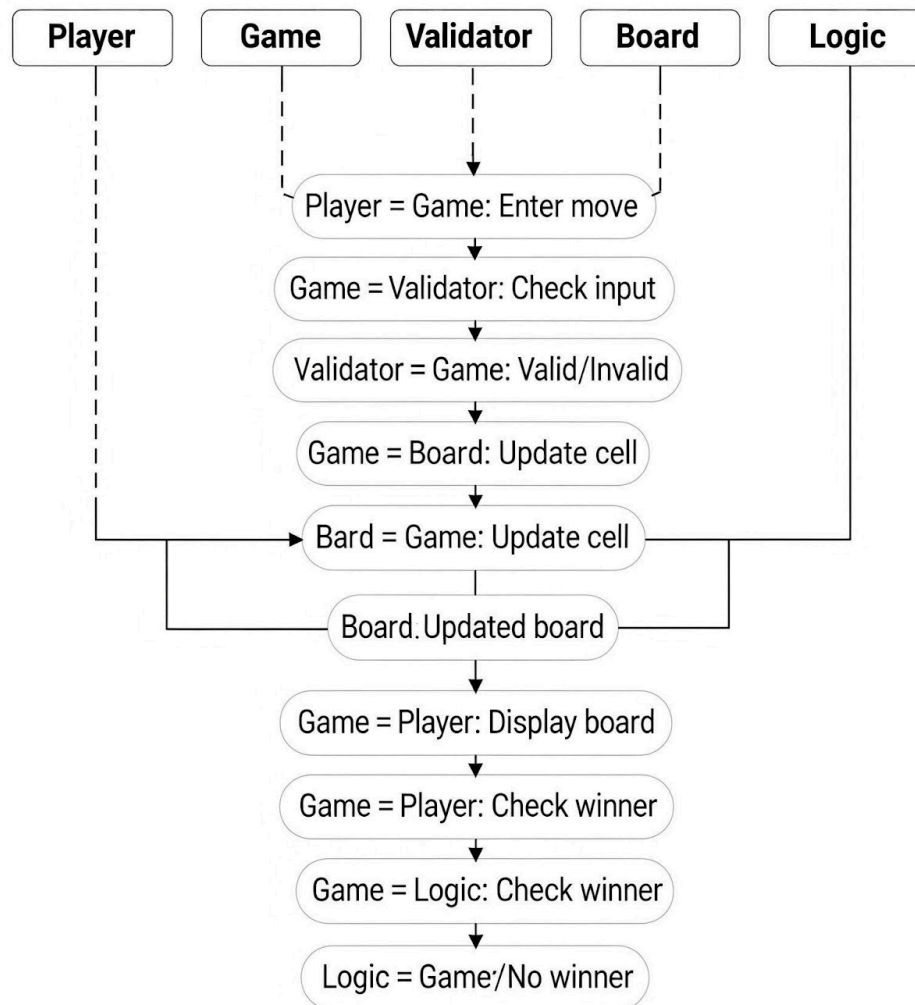 Player
Game
Validator
Board
Logic
Player = Game: Enter move
Game = Validator: Check input
Validator = Game: Valid/Invalid
Game = Board: Update cell
Bard = Game: Update cell
Board. Updated board
Game = Player: Display board
Game = Player: Check winner
Game = Logic: Check winner
Logic = Game:/No winner